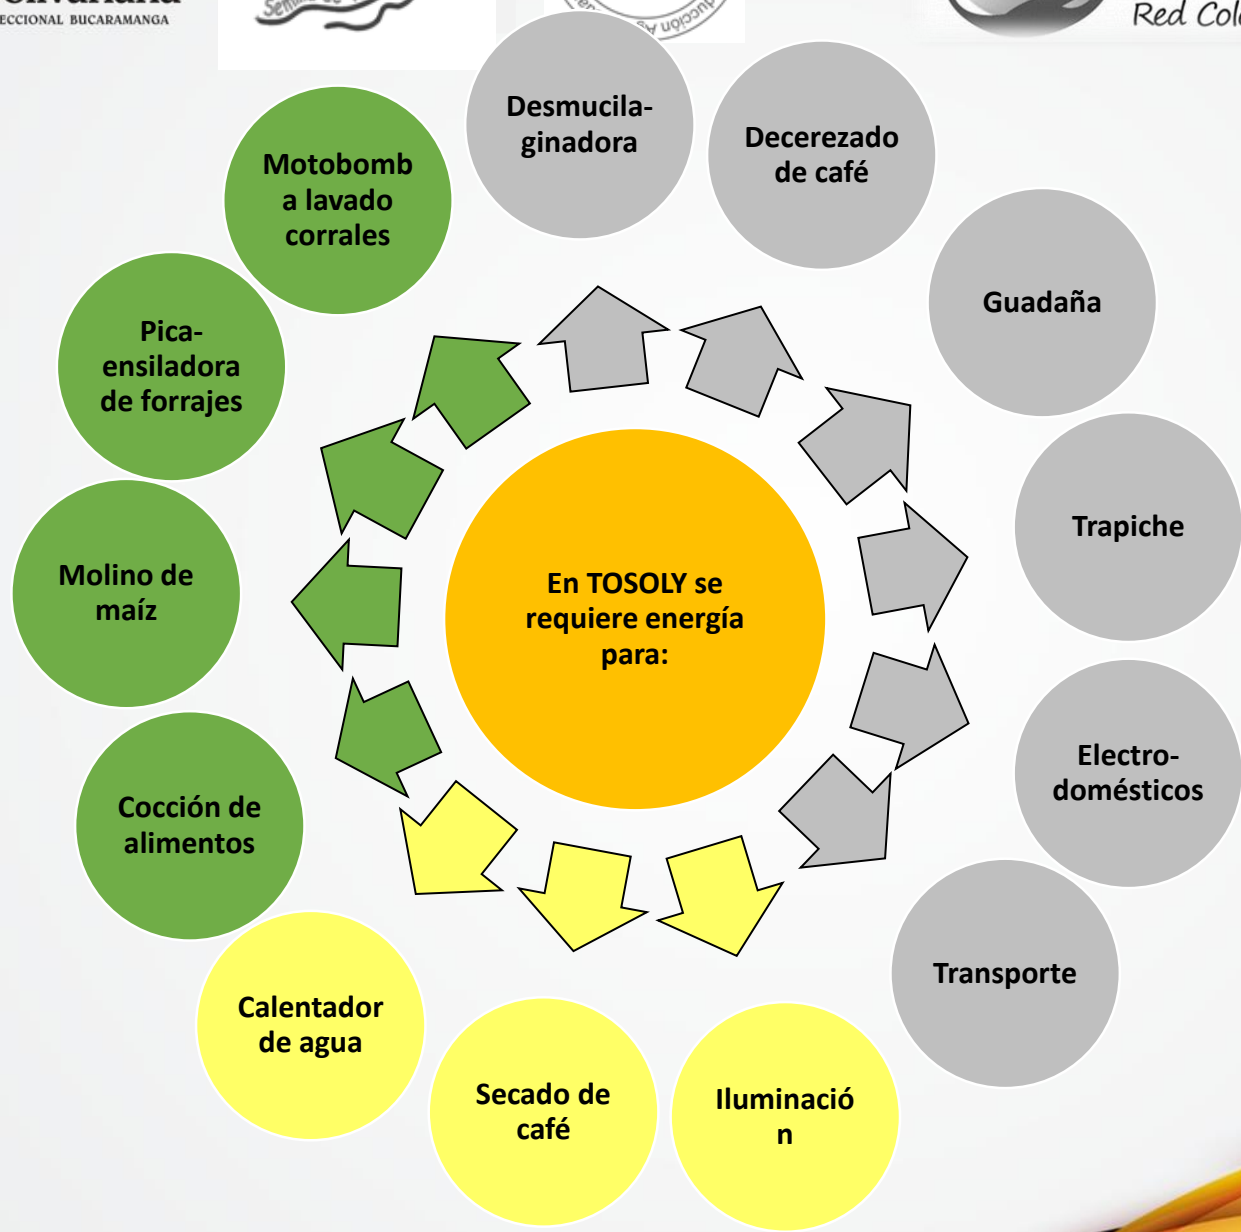 ECCIONAL BUCARAMANGA
Red Col
Desmucila-
ginadora
Decerezado
de café
Guadaña
Trapiche
Electro-
domésticos
Transporte
Iluminació
n
Secado de
café
Calentador
de agua
Cocción de
alimentos
Molino de
maíz
Pica-
ensiladora
de forrajes
Motobomb
a lavado
corrales
En TOSOLY se
requiere energía
para: